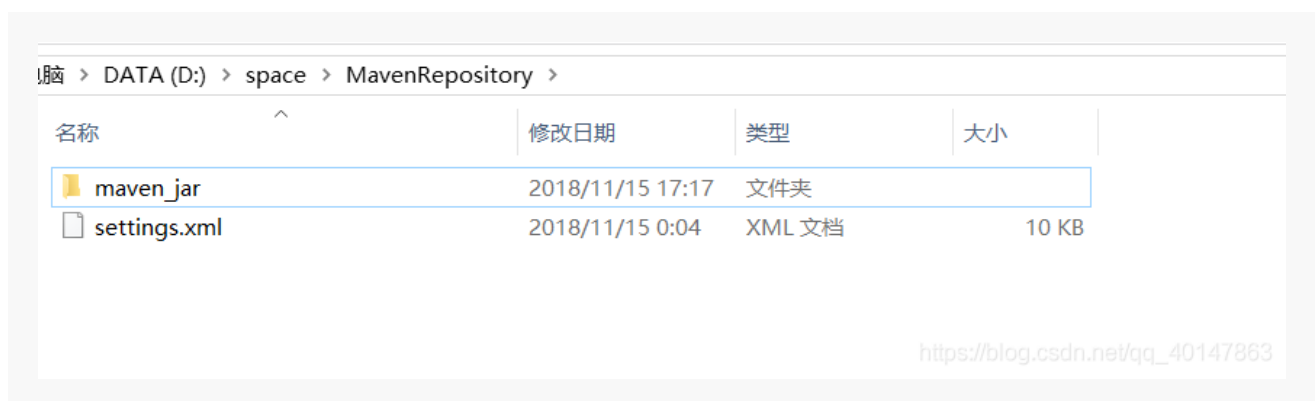 脑 > DATA (D:) > space > MavenRepository >
名称 修改日期 类型 大小
maven_jar 2018/11/15 17:17 文件夹
settings.xml 2018/11/15 0:04 XML 文档 10 KB
https://blog.csdn.net/qq_40147863